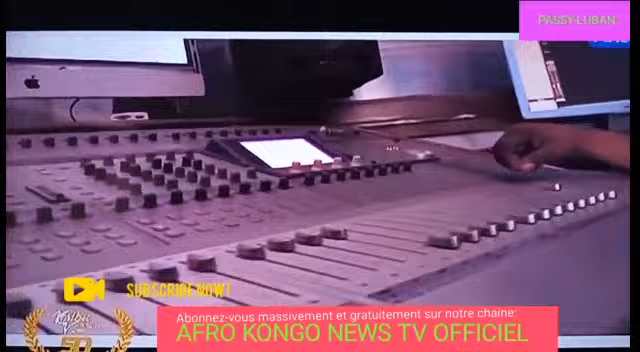 PASSY-LUBAN
SUBSCRIBE NOW!
Abonnez-vous massivement et gratuitement sur notre chaine:
AFRO KONGO NEWS TV OFFICIEL